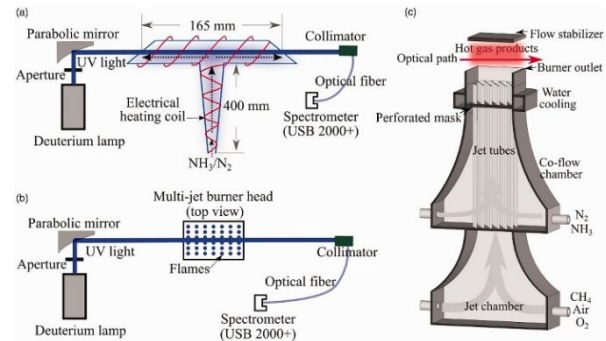 (a)
165 mm
Parabolic mirror
UV light
Aperture
Deuterium lamp
Electrical
heating coil
400 mm
NH3/N2
Collimator
Optical fiber
Spectrometer
(USB 2000+)
(b)
Multi-jet burner head
(top view)
Parabolic mirror
UV light
Aperture
Flames
Deuterium lamp
Collimator
Optical fiber
Spectrometer
(USB 2000+)
(c)
Flow stabilizer
Hot gas products
Optical path
Burner outlet
Water
cooling
Perforated mask
Jet tubes
Co-flow
chamber
N2
NH3
CH4
Air
O2
Jet chamber